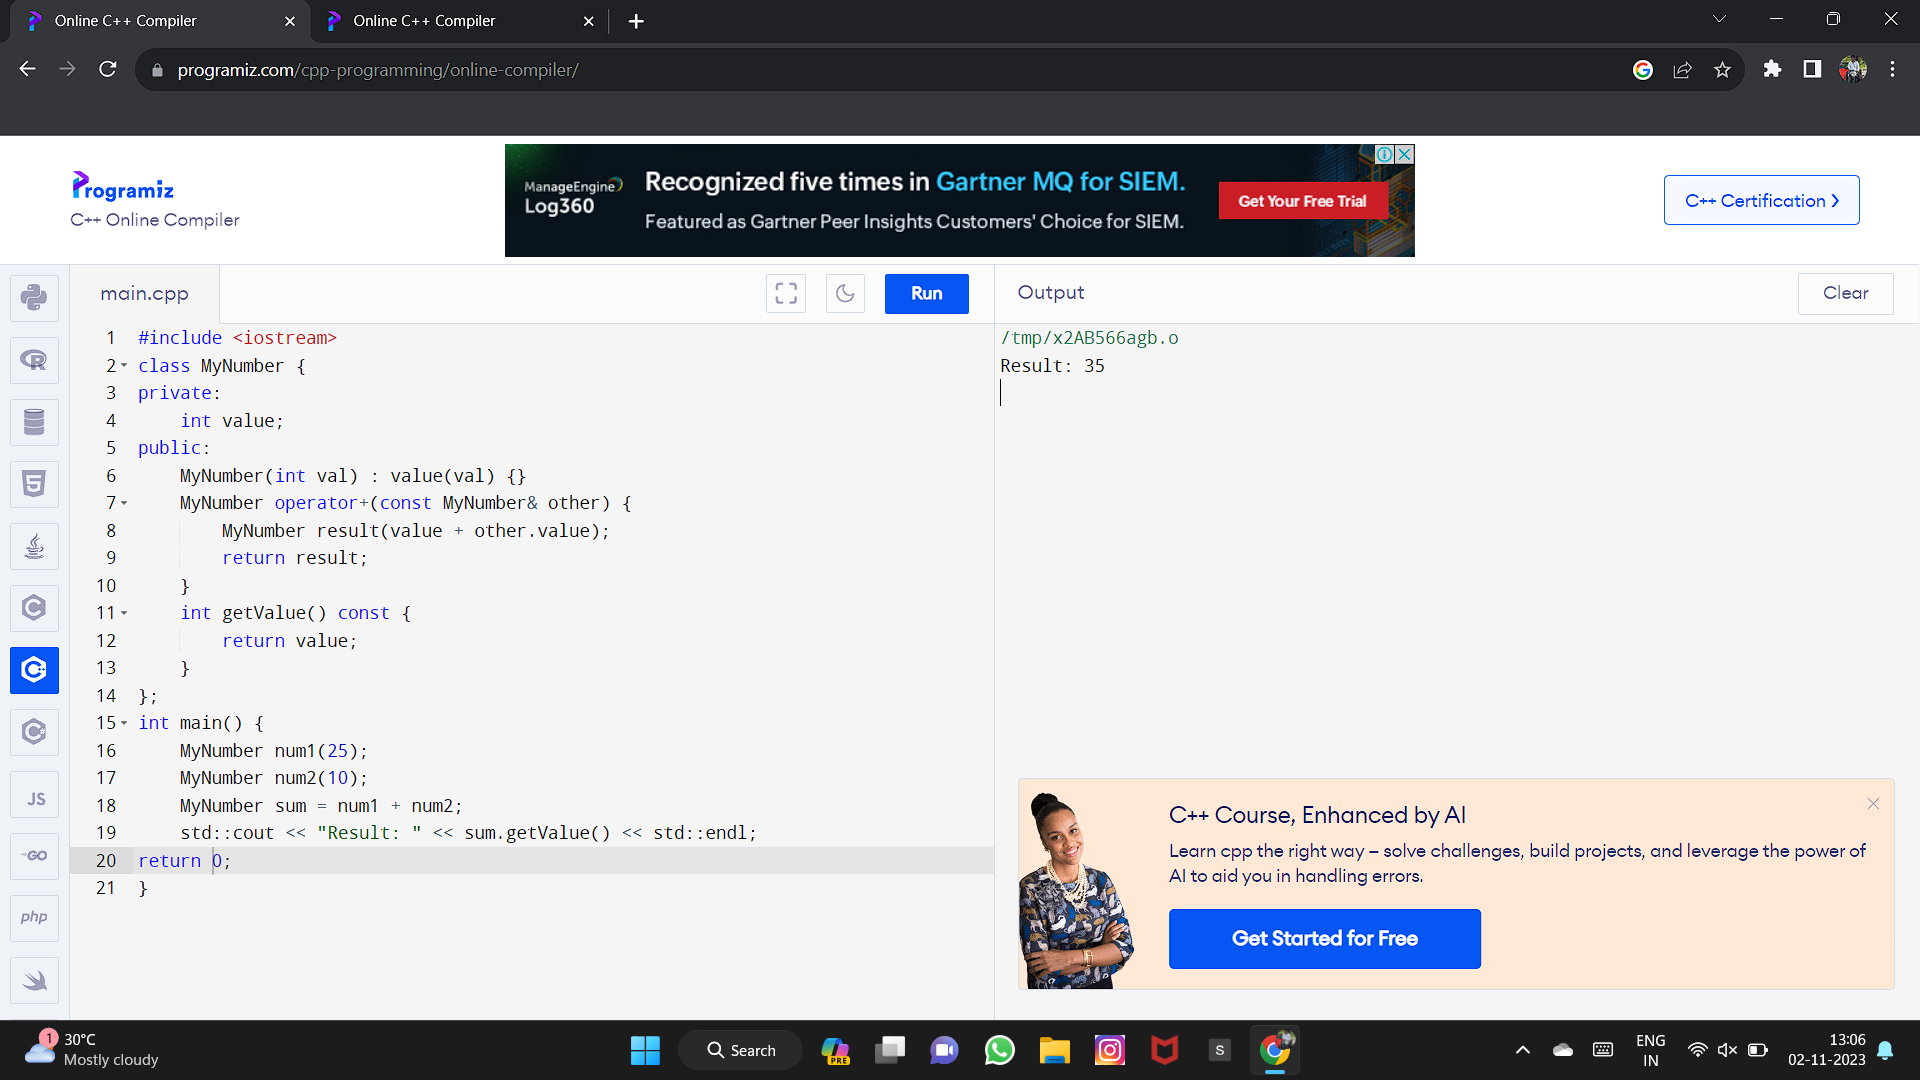 Online C++ Compiler
Online C++ Compiler
programiz.com/cpp-programming/online-compiler/
Programiz
C++ Online Compiler
ManageEngine
Log360
Recognized five times in Gartner MQ for SIEM.
Featured as Gartner Peer Insights Customers' Choice for SIEM.
Get Your Free Trial
C++ Certification
main.cpp
Run
Output
Clear
1 #include <iostream>
2 class MyNumber {
3 private:
4     int value;
5 public:
6     MyNumber(int val) : value(val) {}
7     MyNumber operator+(const MyNumber& other) {
8         MyNumber result(value + other.value);
9         return result;
10     }
11     int getValue() const {
12         return value;
13     }
14 };
15 int main() {
16     MyNumber num1(25);
17     MyNumber num2(10);
18     MyNumber sum = num1 + num2;
19     std::cout << "Result: " << sum.getValue() << std::endl;
20 return 0;
21 }
/tmp/x2AB566agb.o
Result: 35
JS
GO
php
C++ Course, Enhanced by AI
Learn cpp the right way – solve challenges, build projects, and leverage the power of
AI to aid you in handling errors.
Get Started for Free
1
30°C
Mostly cloudy
Search
PRE
S
ENG
IN
13:06
02-11-2023